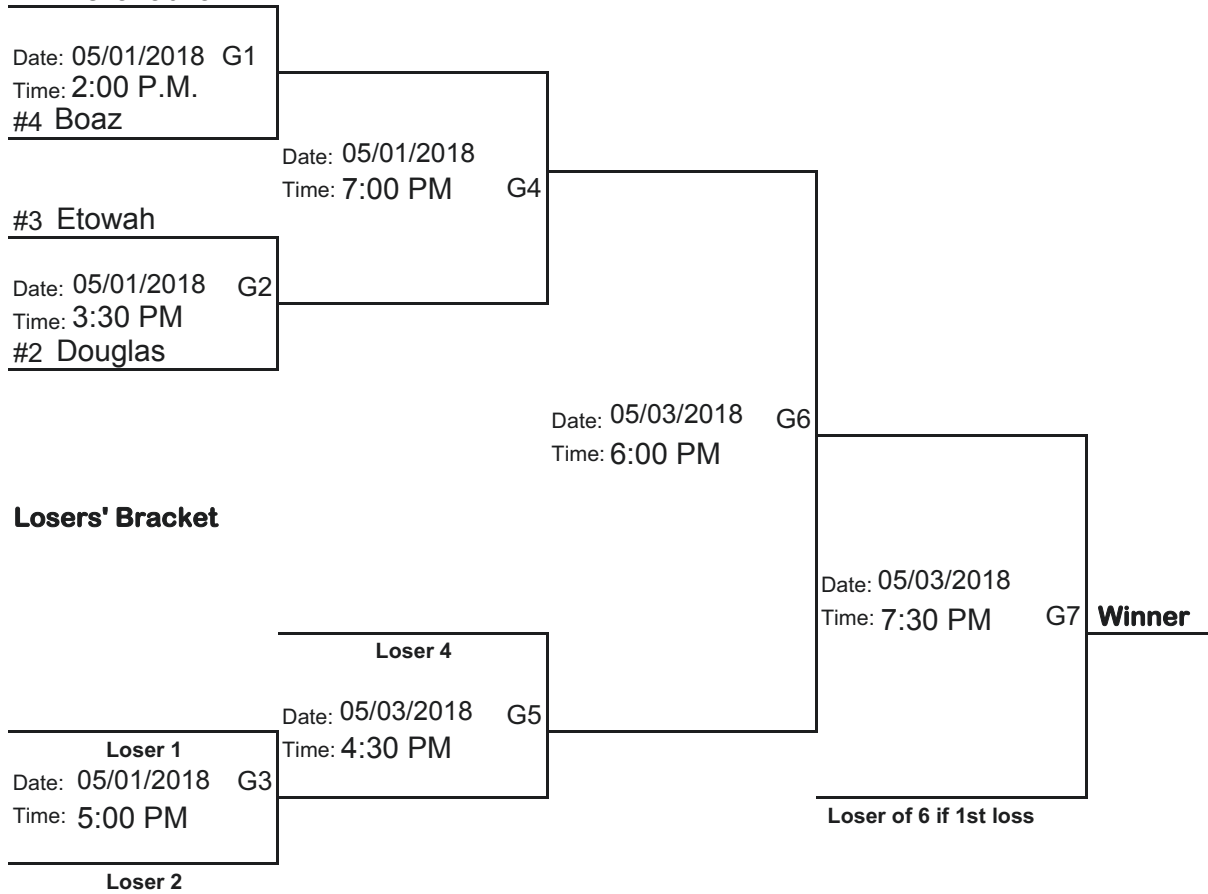 Date: 05/01/2018 G1
Time: 2:00 P.M.
#4 Boaz
Date: 05/01/2018
Time: 7:00 PM G4
#3 Etowah
Date: 05/01/2018 G2
Time: 3:30 PM
#2 Douglas
Date: 05/03/2018 G6
Time: 6:00 PM
Losers' Bracket
Date: 05/03/2018
Time: 7:30 PM G7 Winner
Loser 4
Date: 05/03/2018 G5
Time: 4:30 PM
Loser 1
Date: 05/01/2018 G3
Time: 5:00 PM
Loser of 6 if 1st loss
Loser 2